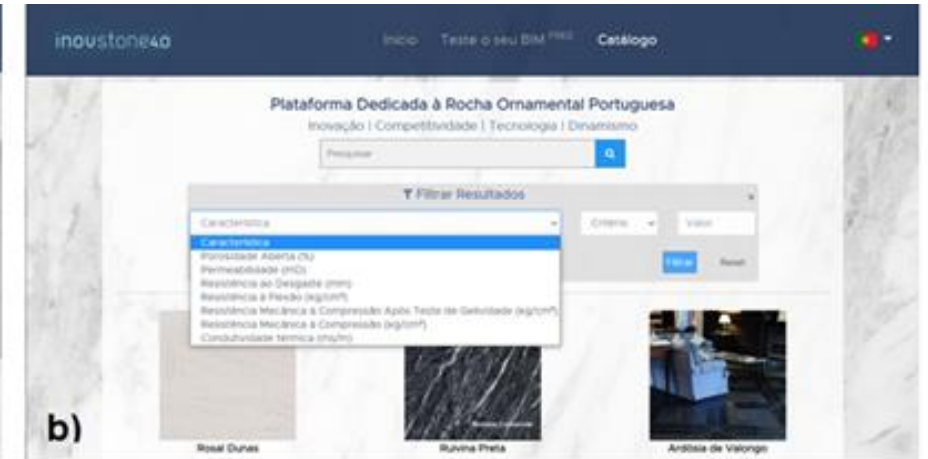 inovstone4.0
Início Teste o seu BIM FREE Catálogo
Plataforma Dedicada à Rocha Ornamental Portuguesa
Inovação | Competitividade | Tecnologia | Dinamismo
Pesquisar
Filtrar Resultados
Característica Critério Valor
Característica
Porosidade Aberta (%)
Permeabilidade (mD)
Resistência ao Desgaste (mm)
Resistência à Flexão (kg/cm²)
Resistência Mecânica à Compressão Após Teste de Gelividade (kg/cm²)
Resistência Mecânica à Compressão (kg/cm²)
Condutividade térmica
Filtrar Reset
b)
Rosal Dunas Ruivina Preta Ardósia de Valongo